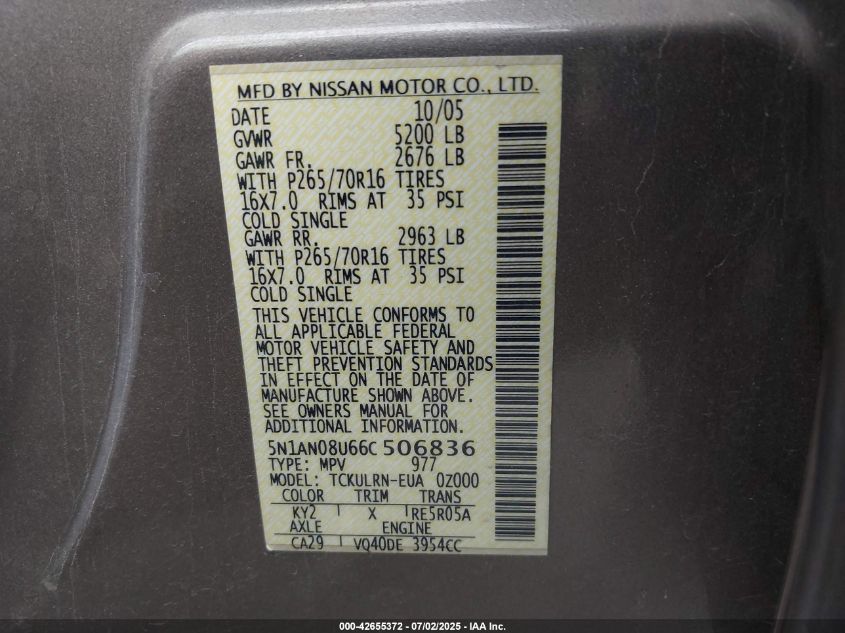 MFD BY NISSAN MOTOR CO., LTD.
DATE 10/05
GVWR 5200 LB
GAWR FR. 2676 LB
WITH P265/70R16 TIRES
16X7.0 RIMS AT 35 PSI
COLD SINGLE
GAWR RR. 2963 LB
WITH P265/70R16 TIRES
16X7.0 RIMS AT 35 PSI
COLD SINGLE
THIS VEHICLE CONFORMS TO
ALL APPLICABLE FEDERAL
MOTOR VEHICLE SAFETY AND
THEFT PREVENTION STANDARDS
IN EFFECT ON THE DATE OF
MANUFACTURE SHOWN ABOVE.
SEE OWNERS MANUAL FOR
ADDITIONAL INFORMATION.
5N1AN08U66C506836
TYPE: MPV 977
MODEL: TCKULRN-EUA 0Z000
COLOR TRIM TRANS
KY2 X RE5R05A
AXLE ENGINE
CA29 VQ40DE 3954CC
000-42655372 - 07/02/2025 - IAA Inc.